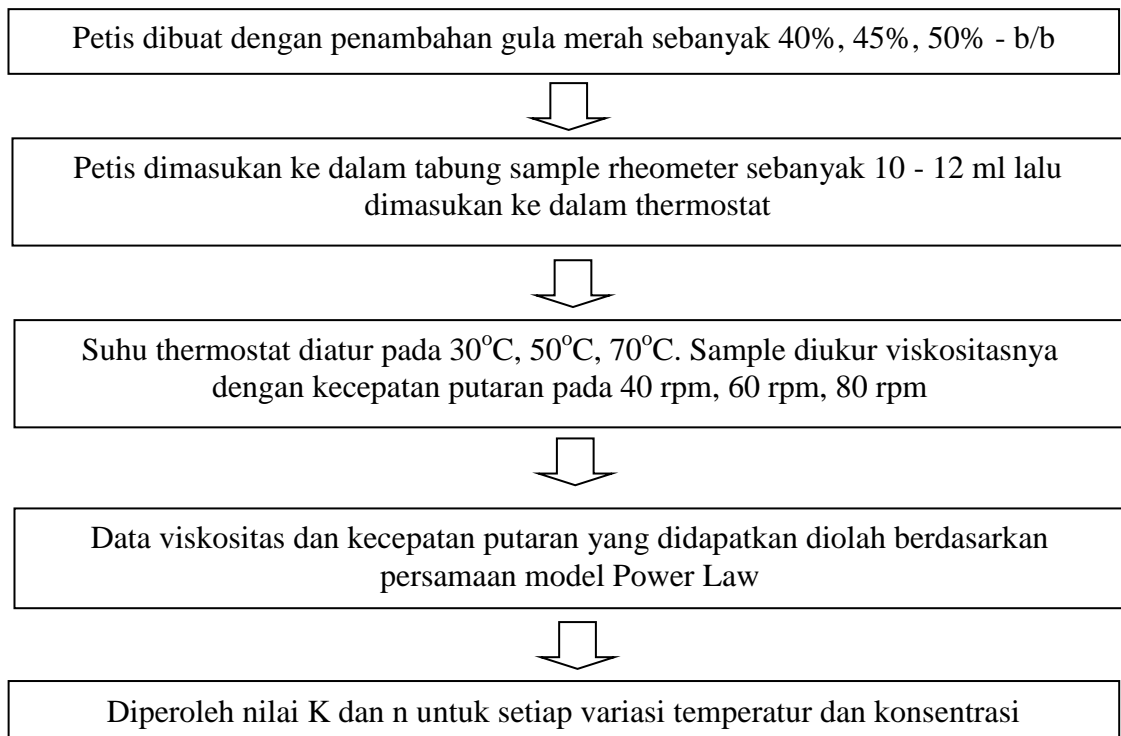 Petis dibuat dengan penambahan gula merah sebanyak 40%, 45%, 50% - b/b
Petis dimasukan ke dalam tabung sample rheometer sebanyak 10 - 12 ml lalu
dimasukan ke dalam thermostat
Suhu thermostat diatur pada 30°C, 50°C, 70°C. Sample diukur viskositasnya
dengan kecepatan putaran pada 40 rpm, 60 rpm, 80 rpm
Data viskositas dan kecepatan putaran yang didapatkan diolah berdasarkan
persamaan model Power Law
Diperoleh nilai K dan n untuk setiap variasi temperatur dan konsentrasi